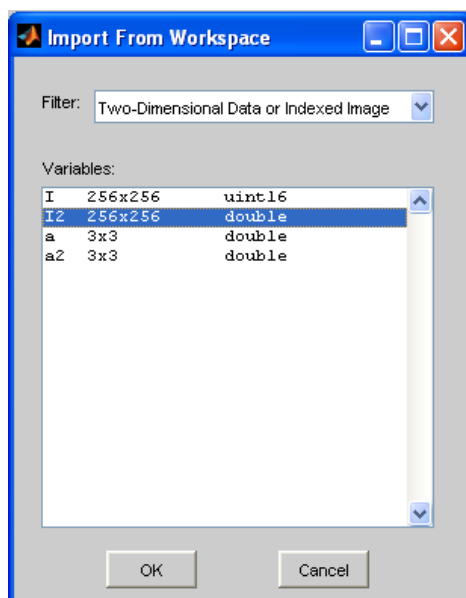 Import From Workspace
Filter: Two-Dimensional Data or Indexed Image
Variables:
I 256x256 uint16
I2 256x256 double
a 3x3 double
a2 3x3 double
OK Cancel